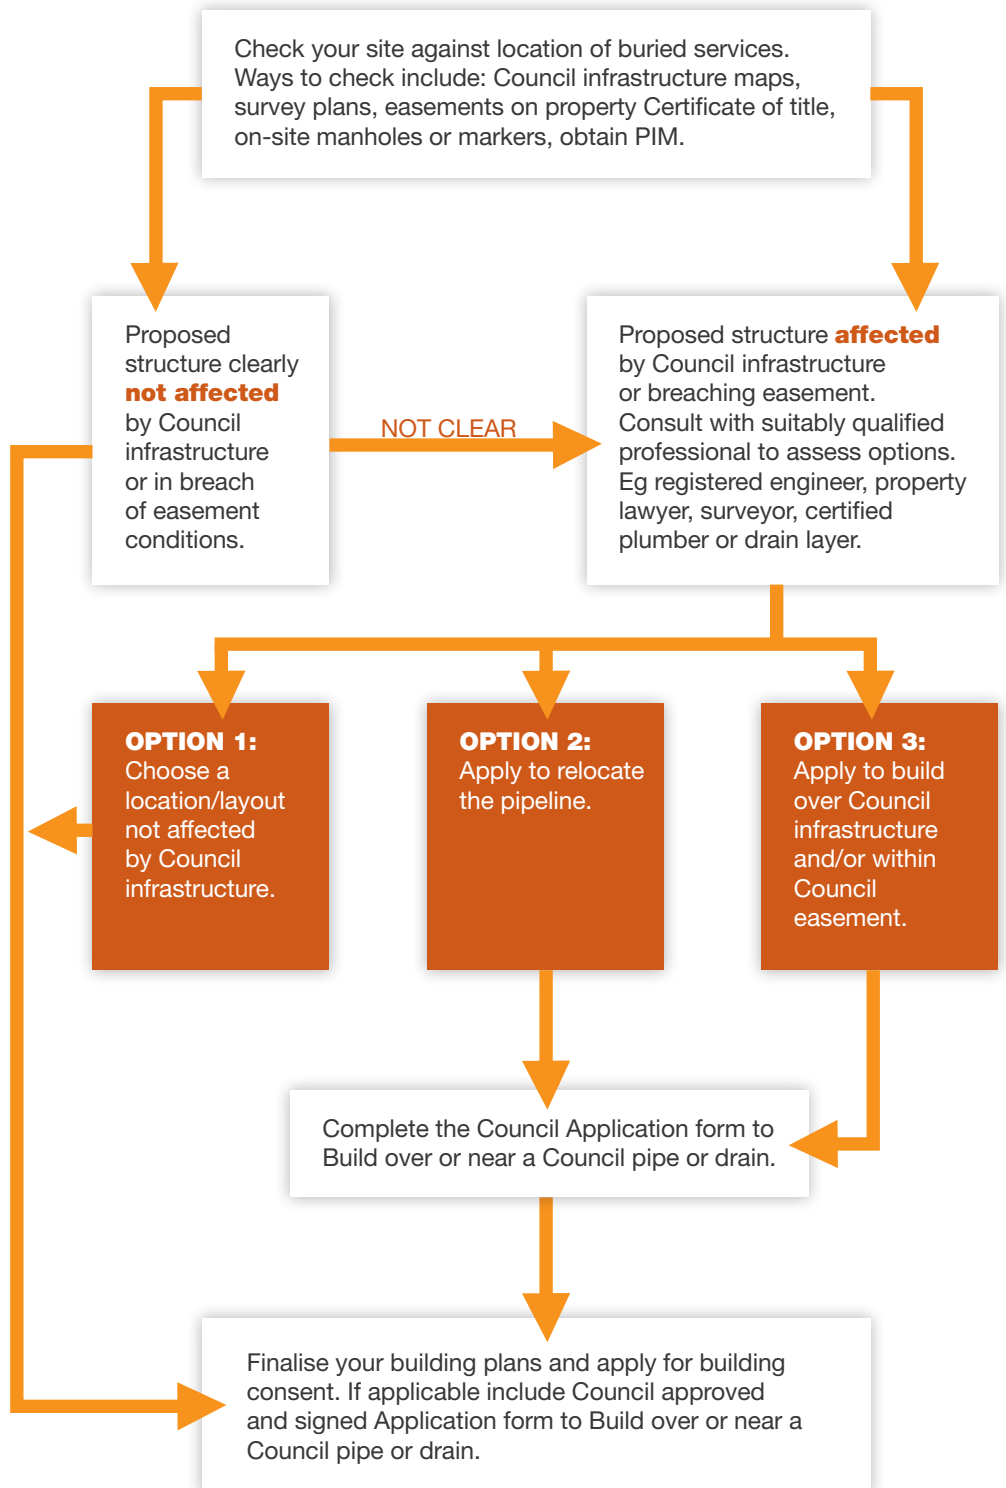 Check your site against location of buried services.
Ways to check include: Council infrastructure maps,
survey plans, easements on property Certificate of title,
on-site manholes or markers, obtain PIM.
Proposed
structure clearly
not affected
by Council
infrastructure
or in breach
of easement
conditions.
NOT CLEAR
Proposed structure affected
by Council infrastructure
or breaching easement.
Consult with suitably qualified
professional to assess options.
Eg registered engineer, property
lawyer, surveyor, certified
plumber or drain layer.
OPTION 1:
Choose a
location/layout
not affected
by Council
infrastructure.
OPTION 2:
Apply to relocate
the pipeline.
OPTION 3:
Apply to build
over Council
infrastructure
and/or within
Council
easement.
Complete the Council Application form to
Build over or near a Council pipe or drain.
Finalise your building plans and apply for building
consent. If applicable include Council approved
and signed Application form to Build over or near a
Council pipe or drain.